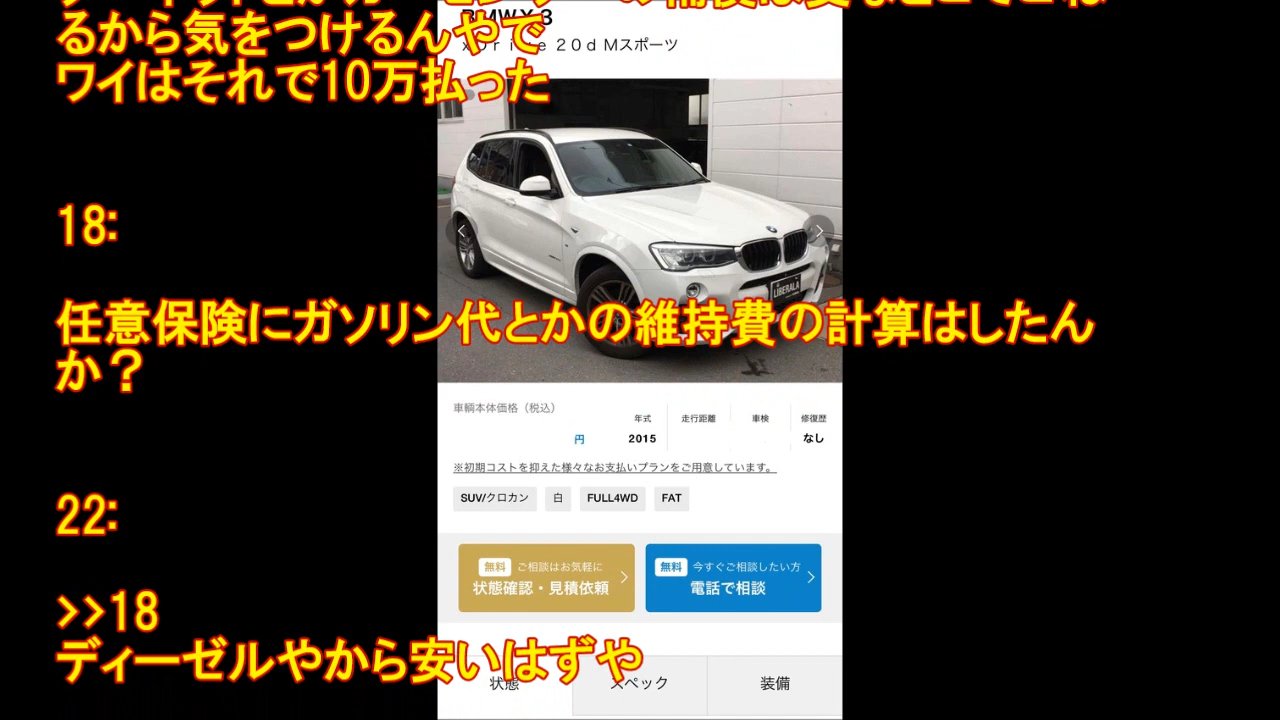 BMW X 3
るから気をつけるんやで
20d Mスポーツ
ワイはそれで10万払った
18:
LIBERALA
任意保険にガソリン代とかの維持費の計算はしたん
か？
車輌本体価格（税込）
年式
走行距離
車検
修復歴
円
2015
なし
※初期コストを抑えた様々なお支払いプランをご用意しています。
SUV/クロカン
白
FULL4WD
FAT
22:
無料 ご相談はお気軽に
状態確認・見積依頼
無料 今すぐご相談したい方
電話で相談
>>18
ディーゼルやから安いはずや
状態
スペック
装備